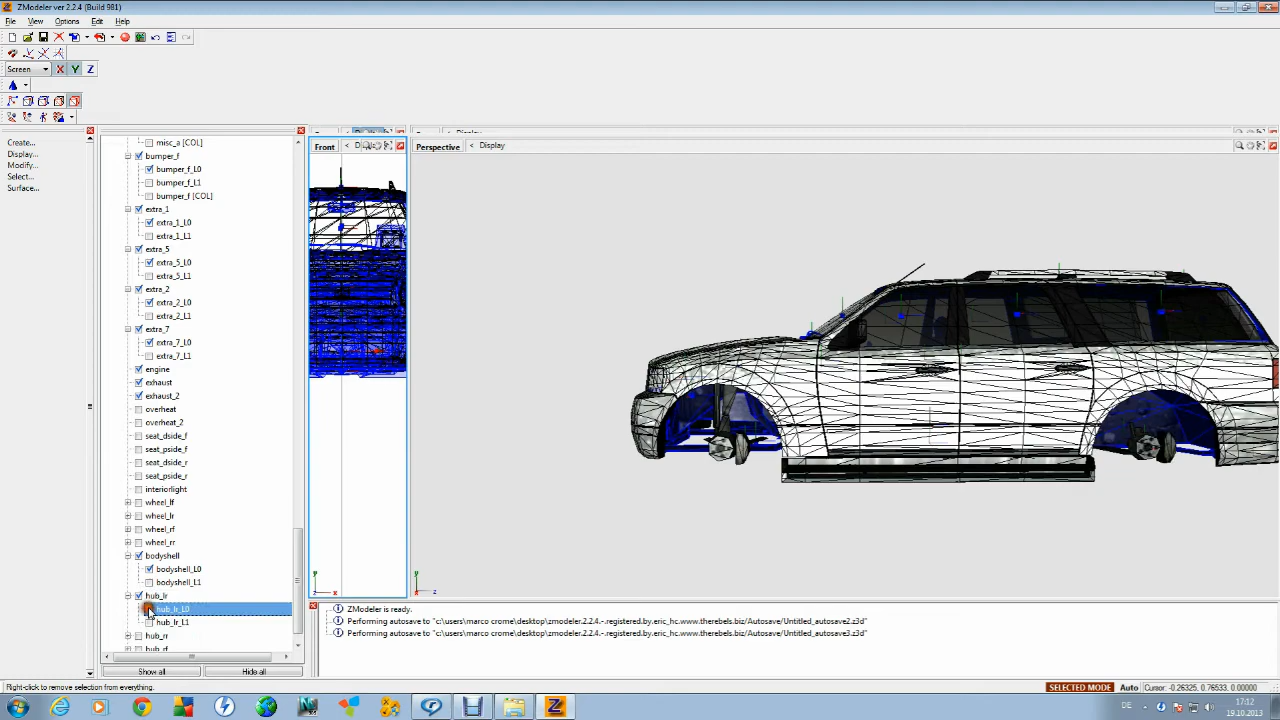 ZModeler ver 2.2.4 (Build 981)
File View Options Edit Help
Screen X Y Z
Create...
Display...
Modify...
Select...
Surface...
misc_a [COL]
bumper_f
bumper_f_L0
bumper_f_L1
bumper_f [COL]
extra_1
extra_1_L0
extra_1_L1
extra_5
extra_5_L0
extra_5_L1
extra_2
extra_2_L0
extra_2_L1
extra_7
extra_7_L0
extra_7_L1
engine
exhaust
exhaust_2
overheat
overheat_2
seat_dside_f
seat_pside_f
seat_dside_r
seat_pside_r
interiorlight
wheel_lf
wheel_lr
wheel_rf
wheel_rr
bodyshell
bodyshell_L0
bodyshell_L1
hub_lr
hub_lr_L0
hub_lr_L1
hub_rr
hub_rf
Show all Hide all
Front
Perspective < Display
y
z x
y
x z
ZModeler is ready.
Performing autosave to "c:\users\marco crome\desktop\zmodeler.2.2.4.-.registered.by.eric_hc.www.therebels.biz/Autosave/Untitled_autosave2.z3d"
Performing autosave to "c:\users\marco crome\desktop\zmodeler.2.2.4.-.registered.by.eric_hc.www.therebels.biz/Autosave/Untitled_autosave3.z3d"
Right-click to remove selection from everything.
SELECTED MODE Auto Cursor: -0.26325, 0.76533, 0.00000
DE
17:12
19.10.2013